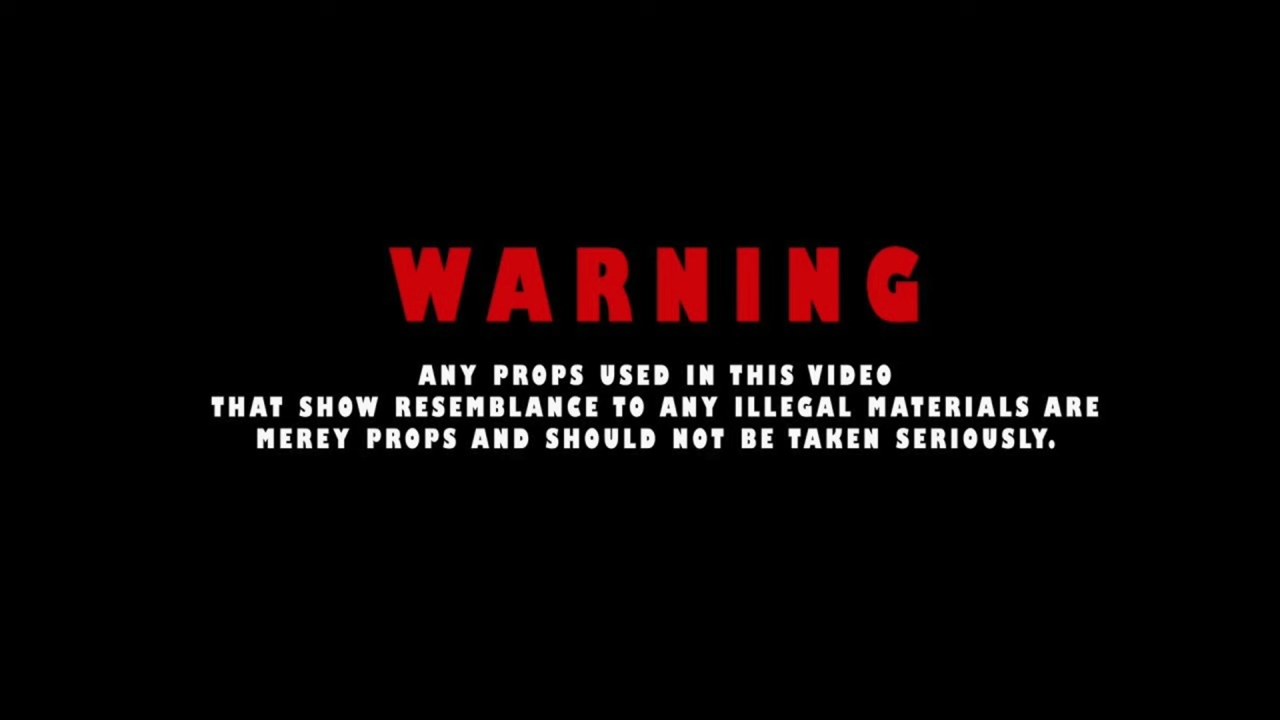 WARNING
ANY PROPS USED IN THIS VIDEO
THAT SHOW RESEMBLANCE TO ANY ILLEGAL MATERIALS ARE
MEREY PROPS AND SHOULD NOT BE TAKEN SERIOUSLY.